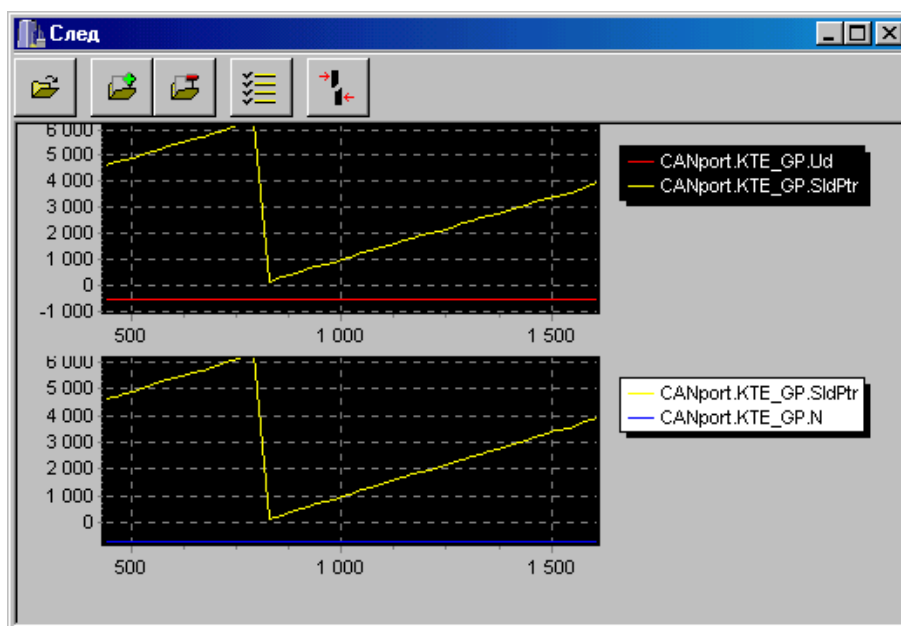 След
6 000
5 000
4 000
3 000
2 000
1 000
0
-1 000
500 1 000 1 500
CANport.KTE_GP.Ud
CANport.KTE_GP.SldPtr
6 000
5 000
4 000
3 000
2 000
1 000
0
500 1 000 1 500
CANport.KTE_GP.SldPtr
CANport.KTE_GP.N